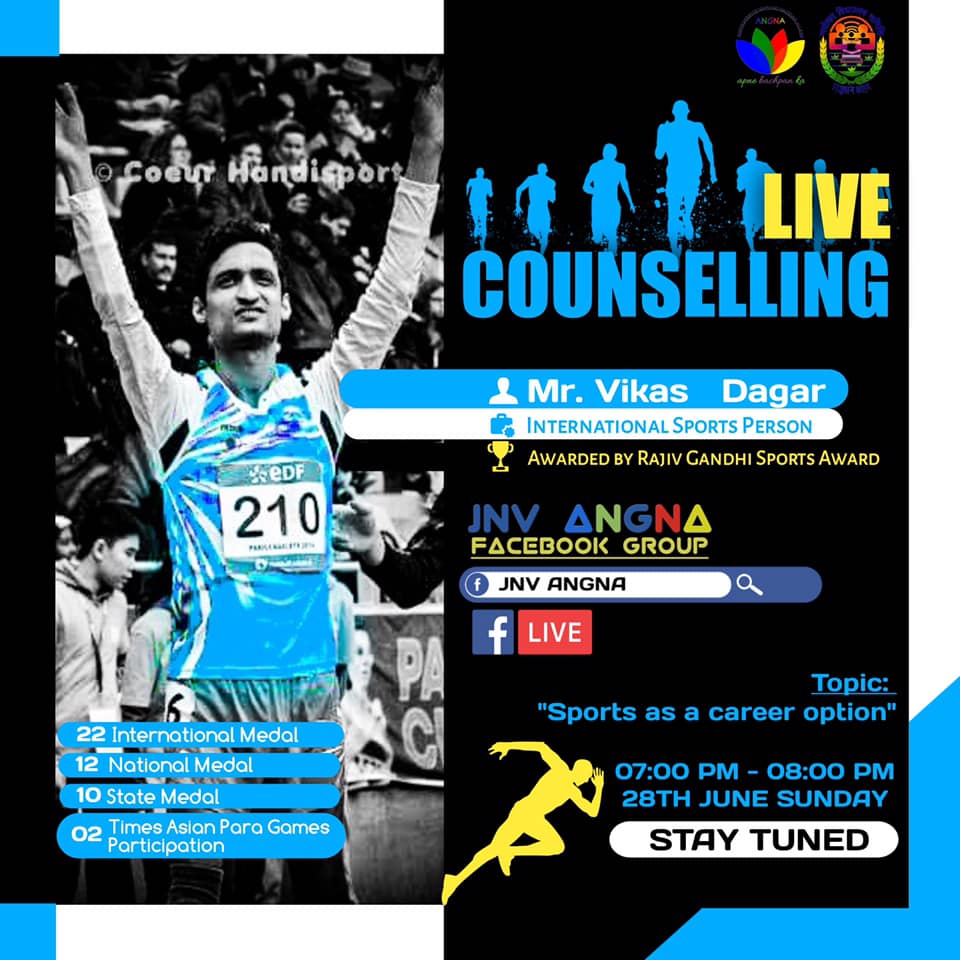 ANGNA
apno bachpan ka
© Coeur Handisport
LIVE
COUNSELLING
Mr. Vikas Dagar
INTERNATIONAL SPORTS PERSON
AWARDED BY RAJIV GANDHI SPORTS AWARD
eDF
210
JNV ANGNA
FACEBOOK GROUP
f JNV ANGNA
f LIVE
PA
6
Topic:
"Sports as a career option"
22 International Medal
12 National Medal
10 State Medal
02 Times Asian Para Games
Participation
07:00 PM - 08:00 PM
28TH JUNE SUNDAY
STAY TUNED